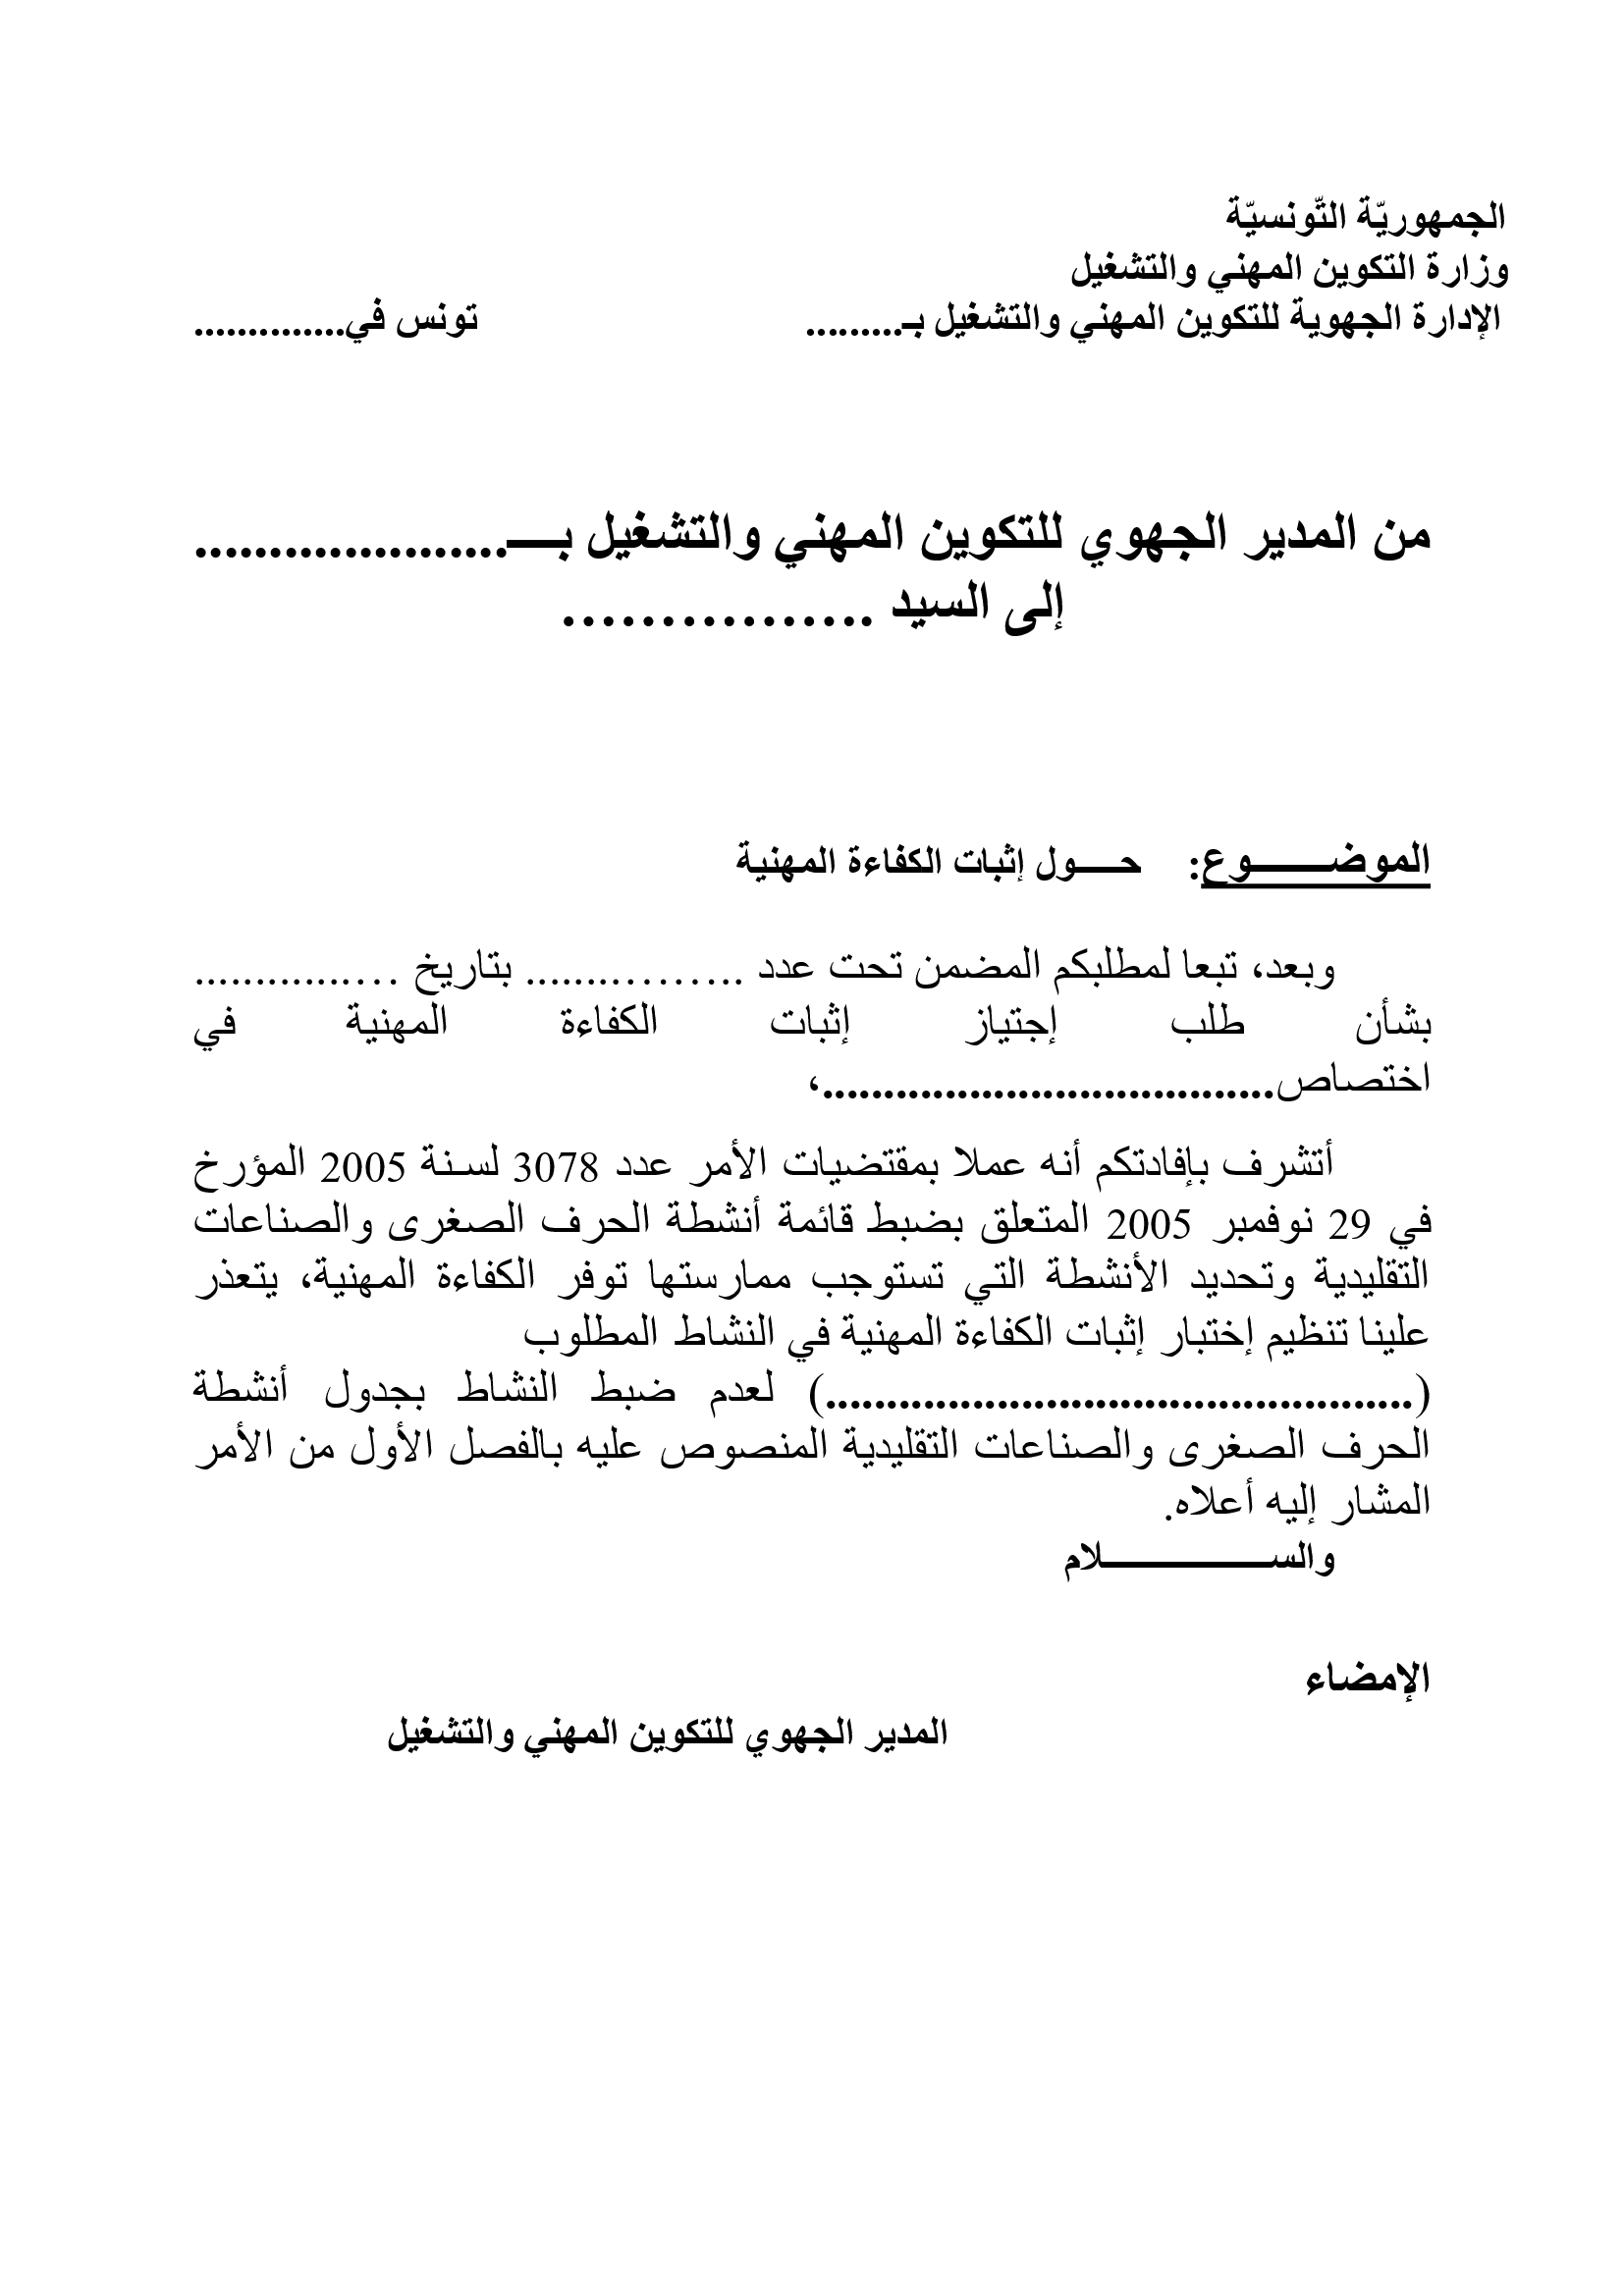 الجمهوريّة التّونسيّة
وزارة التكوين المهني والتشغيل
الإدارة الجهوية للتكوين المهني والتشغيل بـ......... تونس في..............
من المدير الجهوي للتكوين المهني والتشغيل بـــ.....................
إلى السيد ................
الموضـــــــوع: حـــــول إثبات الكفاءة المهنية
وبعد، تبعا لمطلبكم المضمن تحت عدد ................. بتاريخ ................
بشأن طلب إجتياز إثبات الكفاءة المهنية في
اختصاص.....................................،
أتشرف بإفادتكم أنه عملا بمقتضيات الأمر عدد 3078 لسـنة 2005 المؤرخ
في 29 نوفمبر 2005 المتعلق بضبط قائمة أنشطة الحرف الصغرى والصناعات
التقليدية وتحديد الأنشطة التي تستوجب ممارستها توفر الكفاءة المهنية، يتعذر
علينا تنظيم إختبار إثبات الكفاءة المهنية في النشاط المطلوب
(................................................) لعدم ضبط النشاط بجدول أنشطة
الحرف الصغرى والصناعات التقليدية المنصوص عليه بالفصل الأول من الأمر
المشار إليه أعلاه.
والســـــــــــــــــلام
الإمضاء
المدير الجهوي للتكوين المهني والتشغيل